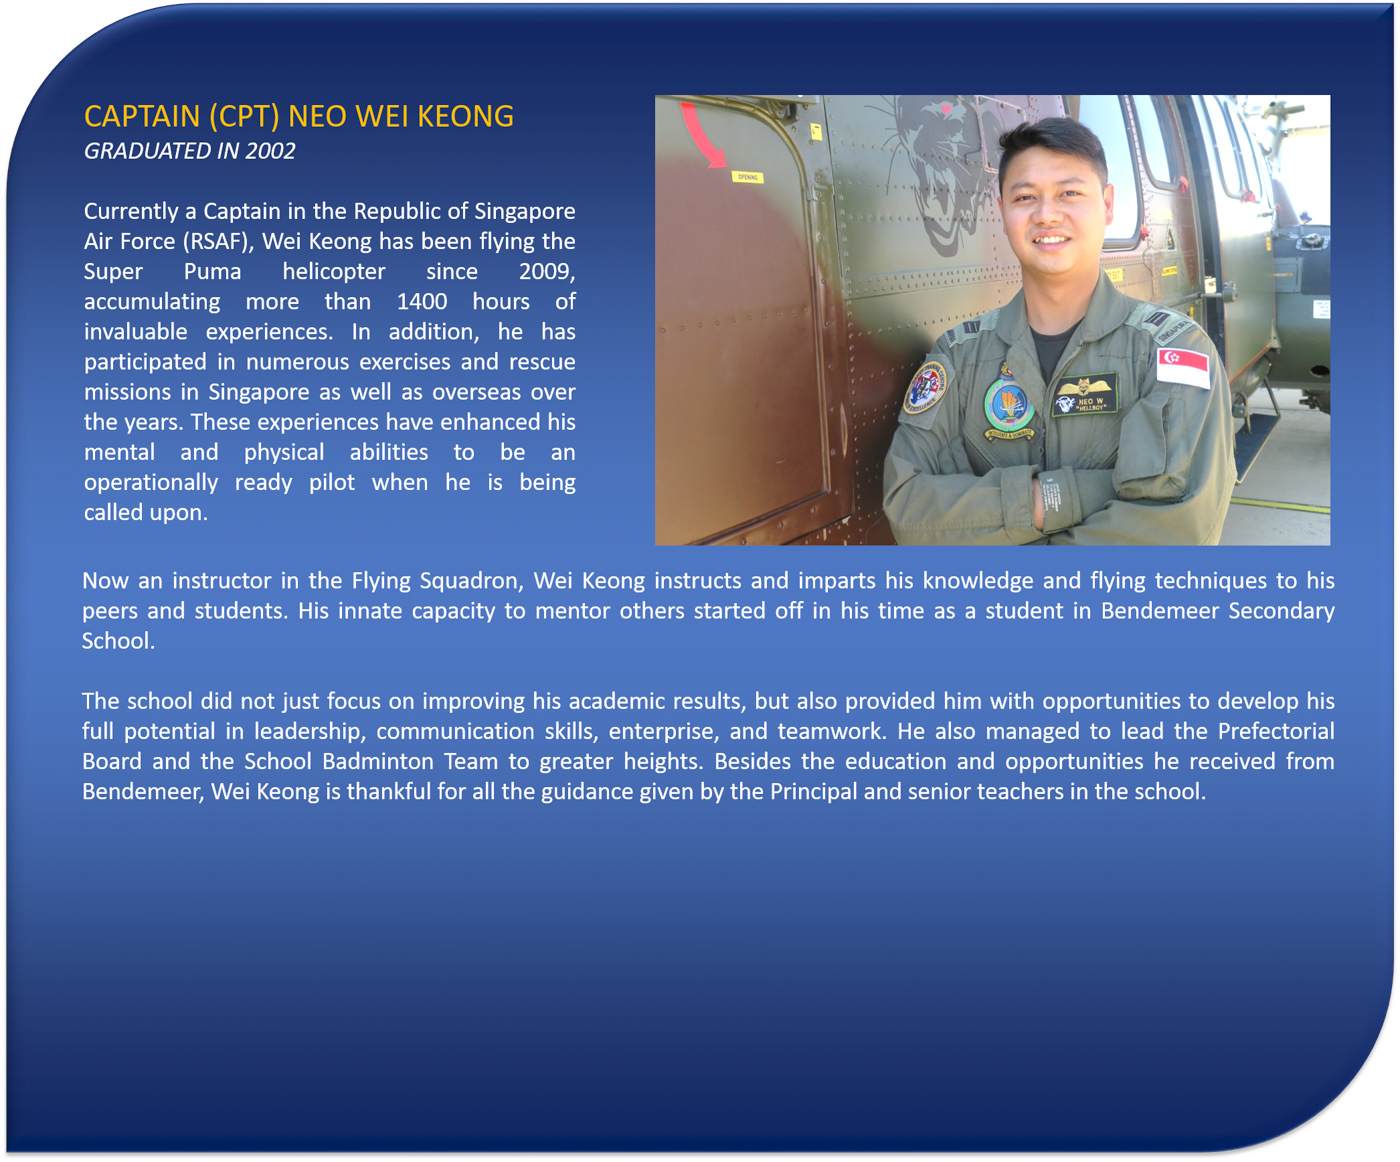 CAPTAIN (CPT) NEO WEI KEONG
GRADUATED IN 2002
Currently a Captain in the Republic of Singapore
Air Force (RSAF), Wei Keong has been flying the
Super Puma helicopter since 2009,
accumulating more than 1400 hours of
invaluable experiences. In addition, he has
participated in numerous exercises and rescue
missions in Singapore as well as overseas over
the years. These experiences have enhanced his
mental and physical abilities to be an
operationally ready pilot when he is being
called upon.
OPENING
SINGAPURA
NEO W
"HELLBOY"
Now an instructor in the Flying Squadron, Wei Keong instructs and imparts his knowledge and flying techniques to his
peers and students. His innate capacity to mentor others started off in his time as a student in Bendemeer Secondary
School.
The school did not just focus on improving his academic results, but also provided him with opportunities to develop his
full potential in leadership, communication skills, enterprise, and teamwork. He also managed to lead the Prefectorial
Board and the School Badminton Team to greater heights. Besides the education and opportunities he received from
Bendemeer, Wei Keong is thankful for all the guidance given by the Principal and senior teachers in the school.